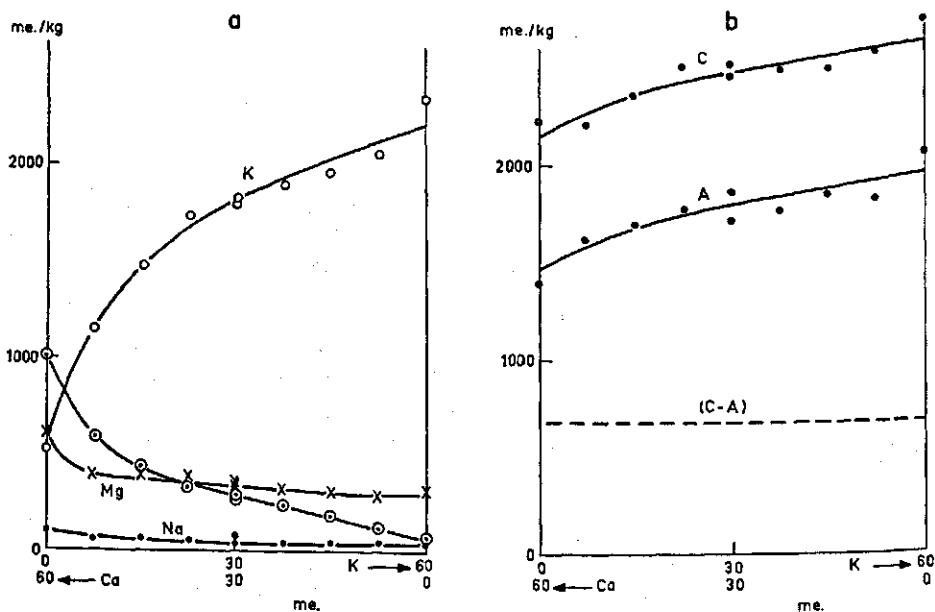 a
me./kg
2000
1000
0
K
Mg
Na
0 30 60
60 ← Ca K → 0
me.
b
me./kg
2000
1000
0
C
A
(C-A)
0 30 60
60 ← Ca 30 K → 0
me.